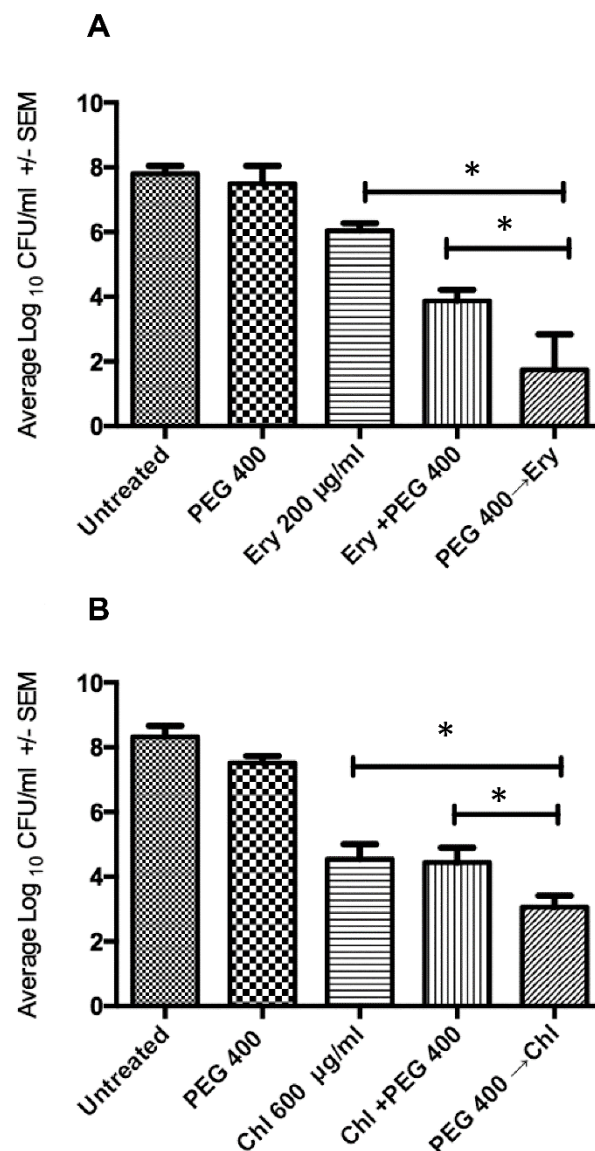 A
Average Log 10 CFU/ml +/- SEM
10
8
6
4
2
0
*
*
Untreated
PEG 400
Ery 200 µg/ml
Ery +PEG 400
PEG 400→Ery
B
Average Log 10 CFU/ml +/- SEM
10
8
6
4
2
0
*
*
Untreated
PEG 400
Chl 600 µg/ml
Chl +PEG 400
PEG 400 →Chl